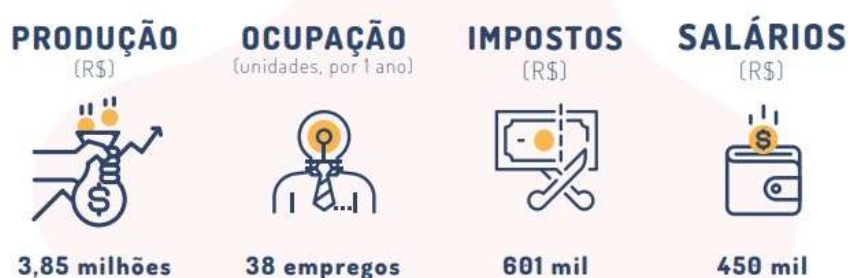 PRODUÇÃO
(R$)
3,85 milhões
OCUPAÇÃO
(unidades, por 1 ano)
38 empregos
IMPOSTOS
(R$)
601 mil
SALÁRIOS
(R$)
450 mil